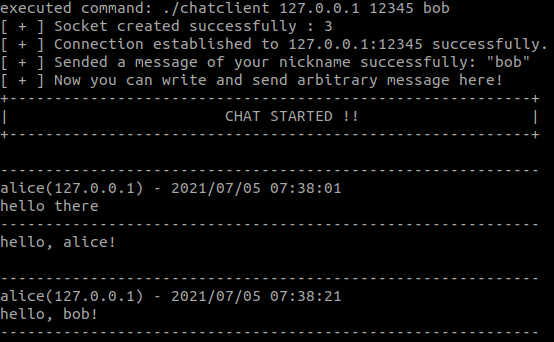 executed command: ./chatclient 127.0.0.1 12345 bob
[ + ] Socket created successfully : 3
[ + ] Connection established to 127.0.0.1:12345 successfully.
[ + ] Sended a message of your nickname successfully: "bob"
[ + ] Now you can write and send arbitrary message here!
+----------------------------------------------------------+
|                        CHAT STARTED !!                   |
+----------------------------------------------------------+

------------------------------------------------------------
alice(127.0.0.1) - 2021/07/05 07:38:01
hello there
------------------------------------------------------------
hello, alice!

------------------------------------------------------------
alice(127.0.0.1) - 2021/07/05 07:38:21
hello, bob!
------------------------------------------------------------